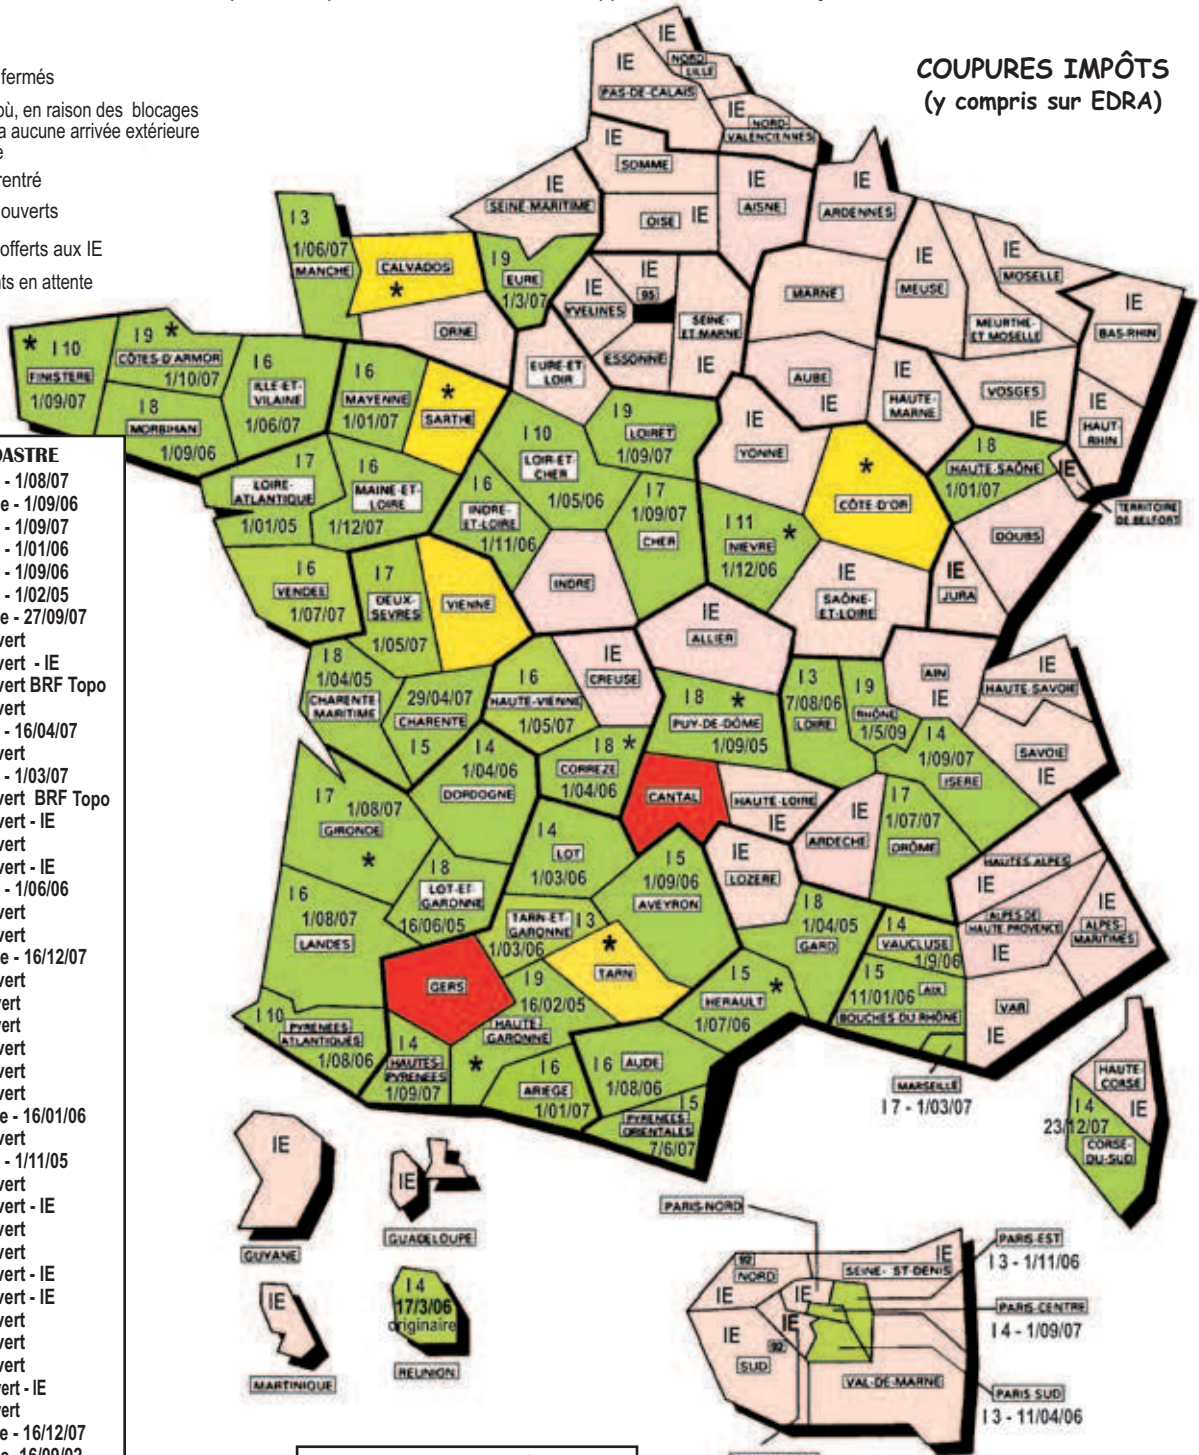 COUPURES IMPÔTS
(y compris sur EDRA)
fermés
où, en raison des blocages
a aucune arrivée extérieure
e
rentré
ouverts
offerts aux IE
ts en attente
IE
NORD
LILLE
IE
PAS-DE-CALAIS
IE
NORD-
VALENCIENNES
IE
SOMME
IE
SEINE-MARITIME
OISE IE
IE
AISNE
IE
ARDENNES
I 3
1/06/07
MANCHE
CALVADOS
*
I 9
EURE
1/3/07
ORNE
IE
YVELINES
IE
95
ESSONNE
SEINE-
ET-MARNE
IE
MARNE
IE
MEUSE
IE
MOSELLE
MEURTHE-
ET MOSELLE
IE
BAS-RHIN
* I 10
FINISTERE
1/09/07
I 9 *
CÔTES-D'ARMOR
1/10/07
I 8
MORBIHAN
1/09/06
I 6
ILLE-ET-
VILAINE
1/06/07
I 6
MAYENNE
1/01/07
*
SARTHE
EURE-ET
LOIR
AUBE
IE
IE
HAUTE-
MARNE
VOSGES
IE
IE
HAUT-
RHIN
I 10
LOIR-ET-
CHER
1/05/06
I 9
LOIRET
1/09/07
IE
YONNE
*
CÔTE-D'OR
I 8
HAUTE-SAÔNE
1/01/07
IE
TERRITOIRE
DE BELFORT
I 7
LOIRE-
ATLANTIQUE
1/01/05
I 6
MAINE-ET-
LOIRE
1/12/07
I 6
INDRE-
ET-LOIRE
1/11/06
I 7
1/09/07
CHER
I 11
NIEVRE *
1/12/06
DOUBS
I 6
VENDEE
1/07/07
I 7
DEUX-
SEVRES
1/05/07
VIENNE
INDRE
IE
SAÔNE-
ET-LOIRE
IE
JURA
IE
ALLIER
I 8
1/04/05
CHARENTE
MARITIME
29/04/07
CHARENTE
I 5
I 6
HAUTE-VIENNE
1/05/07
IE
CREUSE
I 8 *
PUY-DE-DÔME
1/09/05
I 3
7/08/06
LOIRE
I 9
RHÔNE
1/5/09
AIN
IE
IE
HAUTE-SAVOIE
SAVOIE
IE
I 4
1/09/07
ISERE
I 4
1/04/06
DORDOGNE
I 8 *
CORREZE
1/04/06
CANTAL
HAUTE-LOIRE
IE
ARDECHE
I 7
1/07/07
DRÔME
HAUTES-ALPES
IE
I 7
1/08/07
GIRONDE
*
I 4
LOT
1/03/06
I 5
1/09/06
AVEYRON
IE
LOZERE
I 8
LOT-ET-
GARONNE
16/06/05
I 6
1/08/07
LANDES
TARN-ET-
GARONNE I 3
1/03/06
*
TARN
I 8
1/04/05
GARD
I 4
VAUCLUSE
1/9/06
ALPES DE
HAUTE PROVENCE
IE
IE
ALPES-
MARITIMES
GERS
I 9
16/02/05
HAUTE
GARONNE
*
I 5
HERAULT *
1/07/06
I 5
11/01/06 AIX
BOUCHES DU RHÔNE
VAR
IE
I 10
PYRENEES
ATLANTIQUES
1/08/06
I 4
HAUTES-
PYRENEES
1/09/07
I 6
ARIEGE
1/01/07
I 6 AUDE
1/08/06
I 5
PYRENEES
ORIENTALES
7/6/07
MARSEILLE
I 7 - 1/03/07
HAUTE-
CORSE
IE
I 4
23/12/07
CORSE-
DU-SUD
DASTRE
- 1/08/07
e - 1/09/06
- 1/09/07
- 1/01/06
- 1/09/06
- 1/02/05
e - 27/09/07
vert
vert - IE
vert BRF Topo
vert
- 16/04/07
vert
- 1/03/07
vert BRF Topo
vert - IE
vert
vert - IE
- 1/06/06
vert
vert
e - 16/12/07
vert
vert
vert
vert
vert
vert
e - 16/01/06
vert
- 1/11/05
vert
vert - IE
vert
vert
vert - IE
vert - IE
vert
vert
vert
vert - IE
vert
e - 16/12/07
e - 16/09/02
IE
GUYANE
IE
GUADELOUPE
IE
MARTINIQUE
I 4
17/3/06
originaire
REUNION
PARIS-NORD
92
NORD
IE
IE
SEINE- ST-DENIS
IE
IE
IE
SUD
92
VAL-DE-MARNE
PARIS-EST
I 3 - 1/11/06
PARIS-CENTRE
I 4 - 1/09/07
PARIS SUD
I 3 - 11/04/06